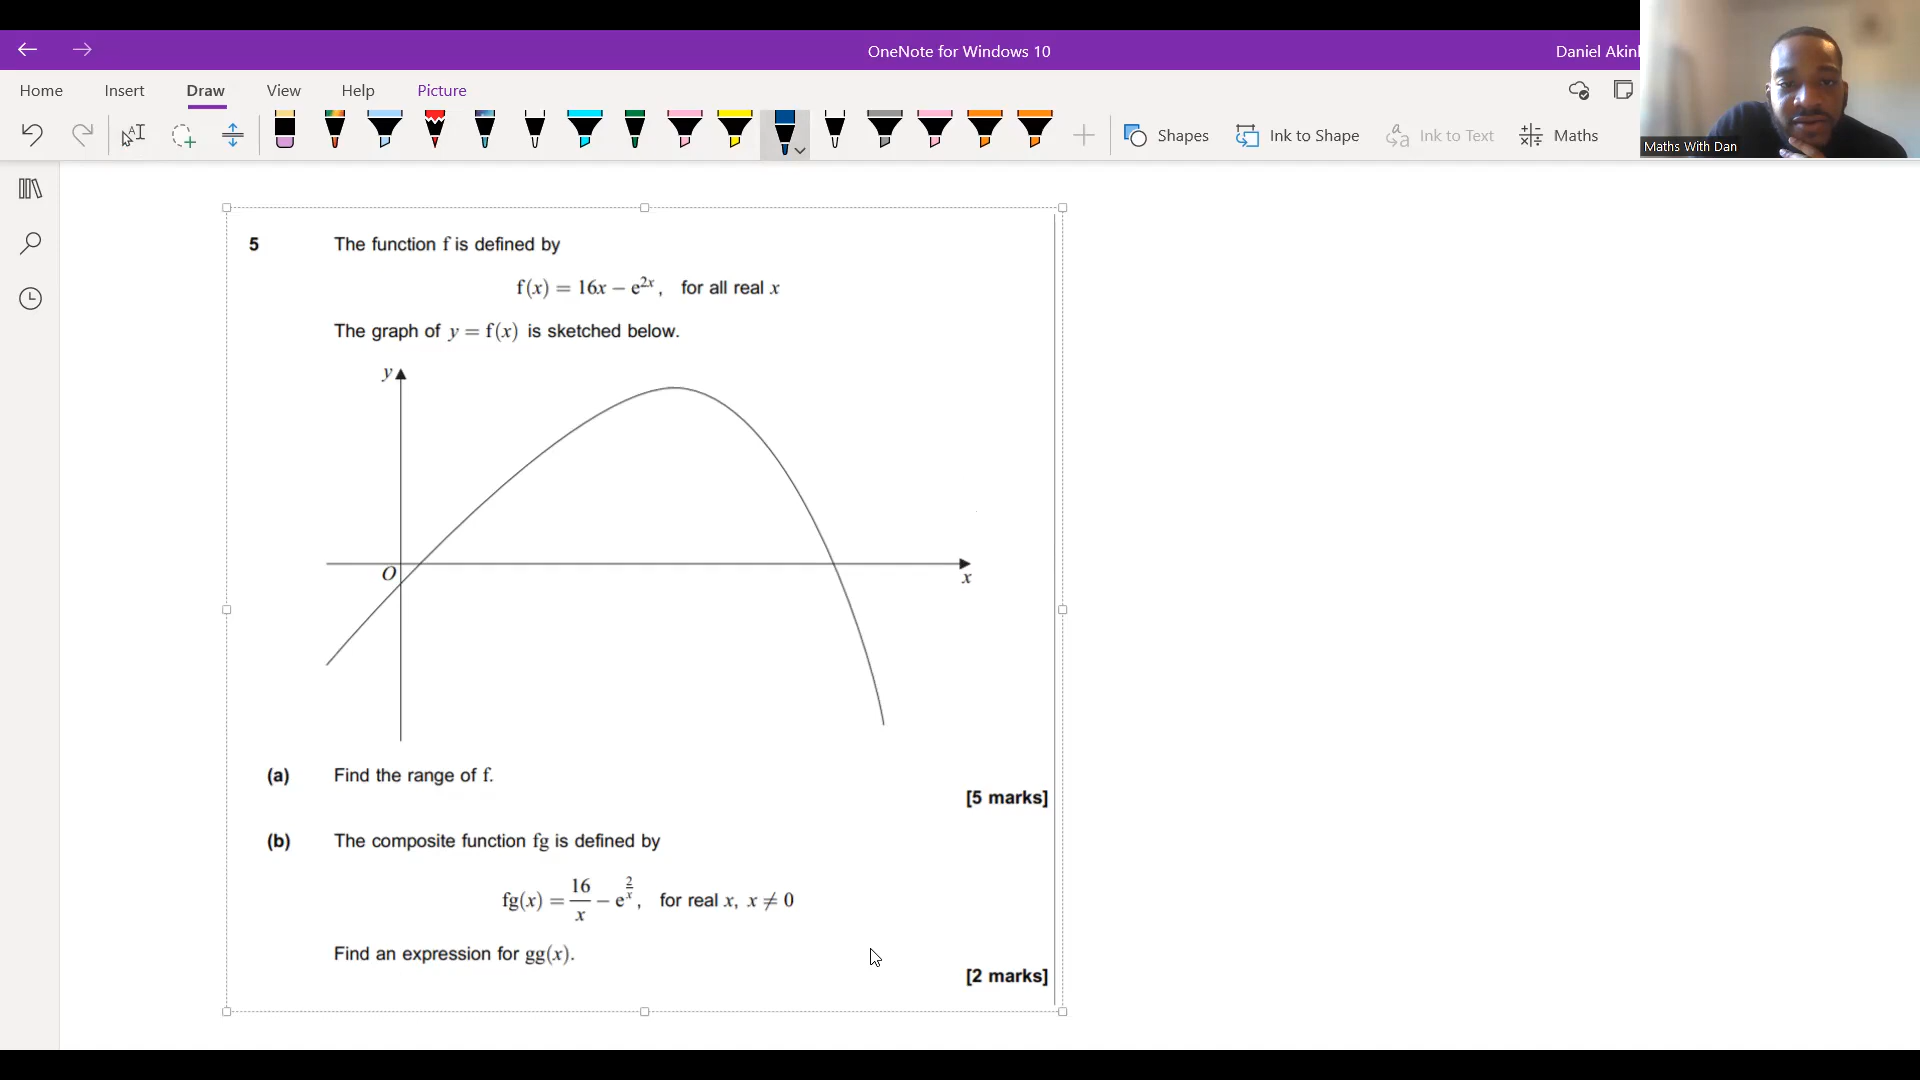 OneNote for Windows 10
Daniel Akin
Home Insert Draw View Help Picture
Shapes Ink to Shape Ink to Text Maths
Maths With Dan
5 The function f is defined by
f(x) = 16x − e^{2x}, for all real x
The graph of y = f(x) is sketched below.
y
O
x
(a) Find the range of f.
[5 marks]
(b) The composite function fg is defined by
fg(x) = \frac{16}{x} − e^{\frac{2}{x}}, for real x, x ≠ 0
Find an expression for gg(x).
[2 marks]